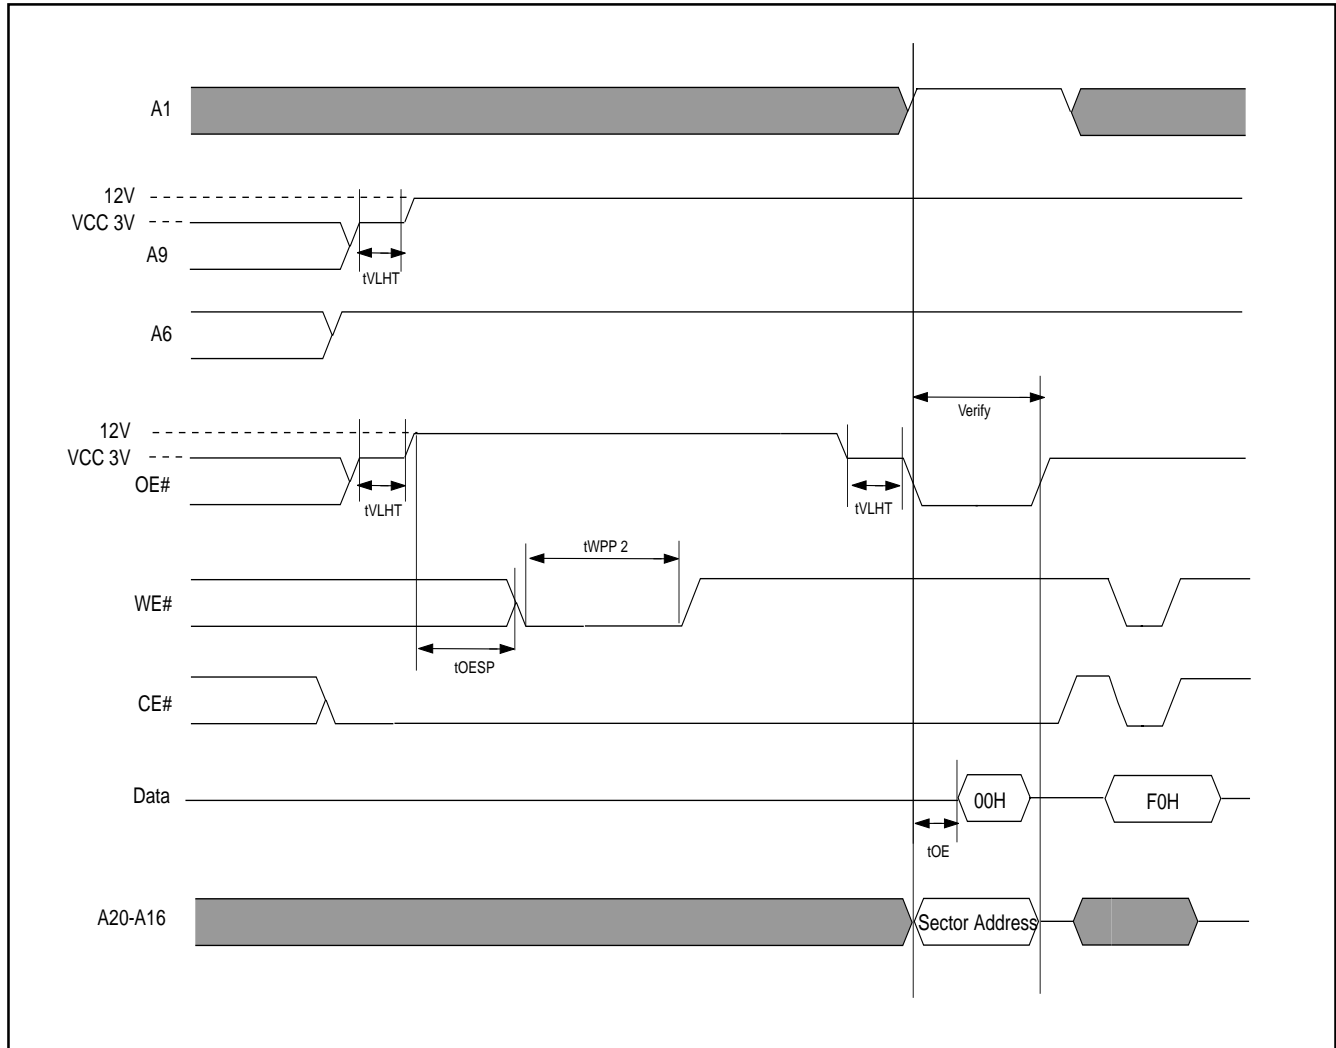 A1
12V
VCC 3V
A9
tVLHT
A6
Verify
12V
VCC 3V
OE#
tVLHT
tVLHT
tWPP 2
WE#
tOESP
CE#
Data
00H
F0H
tOE
A20-A16
Sector Address